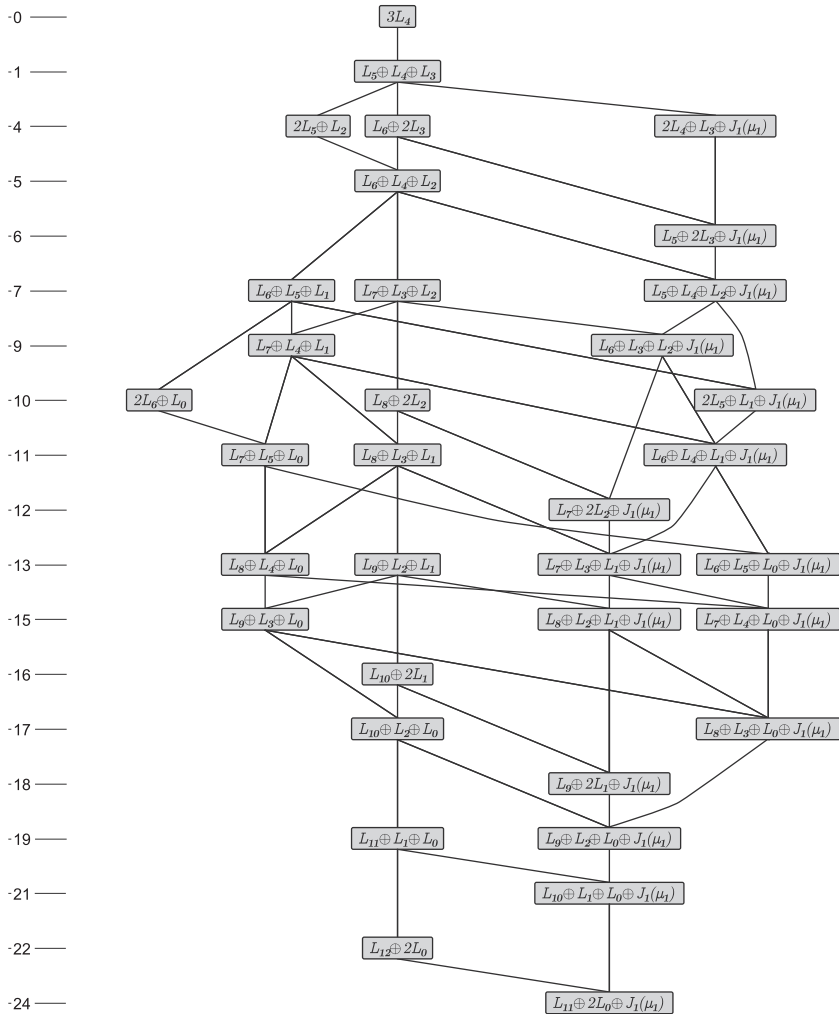 -0 3L₄
-1 L₅⊕L₄⊕L₃
-4 2L₅⊕L₂ L₆⊕2L₃ 2L₄⊕L₃⊕J₁(μ₁)
-5 L₆⊕L₄⊕L₂
-6 L₅⊕2L₃⊕J₁(μ₁)
-7 L₆⊕L₅⊕L₁ L₇⊕L₃⊕L₂ L₅⊕L₄⊕L₂⊕J₁(μ₁)
-9 L₇⊕L₄⊕L₁ L₆⊕L₃⊕L₂⊕J₁(μ₁)
-10 2L₆⊕L₀ L₈⊕2L₂ 2L₅⊕L₁⊕J₁(μ₁)
-11 L₇⊕L₅⊕L₀ L₈⊕L₃⊕L₁ L₆⊕L₄⊕L₁⊕J₁(μ₁)
-12 L₇⊕2L₂⊕J₁(μ₁)
-13 L₈⊕L₄⊕L₀ L₉⊕L₂⊕L₁ L₇⊕L₃⊕L₁⊕J₁(μ₁) L₆⊕L₅⊕L₀⊕J₁(μ₁)
-15 L₉⊕L₃⊕L₀ L₈⊕L₂⊕L₁⊕J₁(μ₁) L₇⊕L₄⊕L₀⊕J₁(μ₁)
-16 L₁₀⊕2L₁
-17 L₁₀⊕L₂⊕L₀ L₈⊕L₃⊕L₀⊕J₁(μ₁)
-18 L₉⊕2L₁⊕J₁(μ₁)
-19 L₁₁⊕L₁⊕L₀ L₉⊕L₂⊕L₀⊕J₁(μ₁)
-21 L₁₀⊕L₁⊕L₀⊕J₁(μ₁)
-22 L₁₂⊕2L₀
-24 L₁₁⊕2L₀⊕J₁(μ₁)